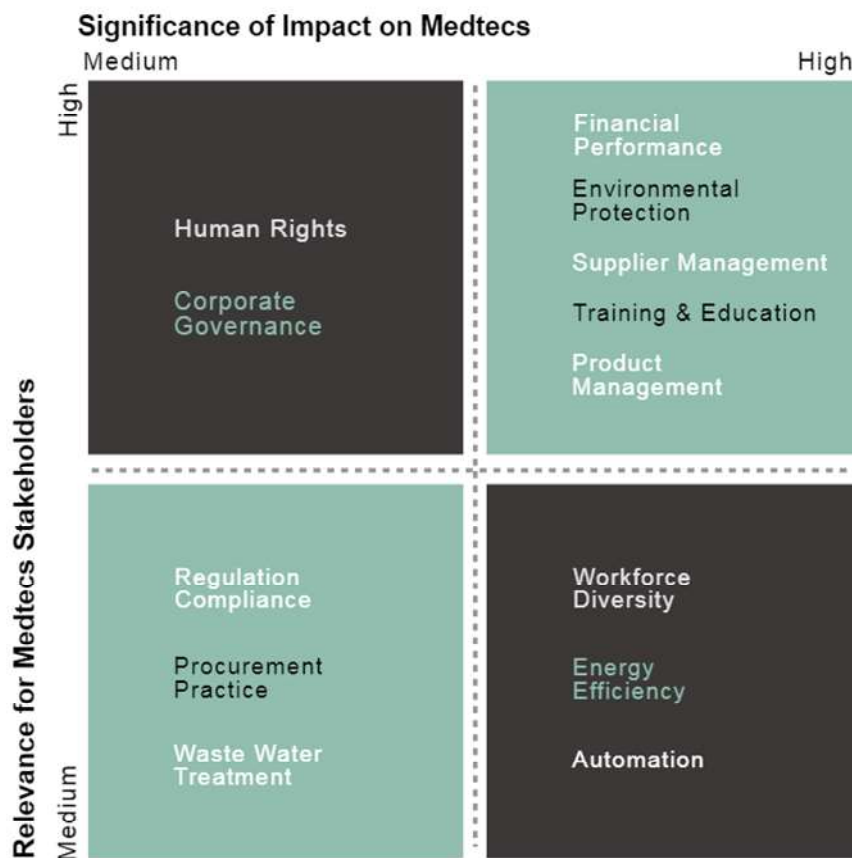 Significance of Impact on Medtecs
Medium
High
High
Relevance for Medtecs Stakeholders
Medium
Human Rights
Corporate
Governance
Financial
Performance
Environmental
Protection
Supplier Management
Training & Education
Product
Management
Regulation
Compliance
Procurement
Practice
Waste Water
Treatment
Workforce
Diversity
Energy
Efficiency
Automation